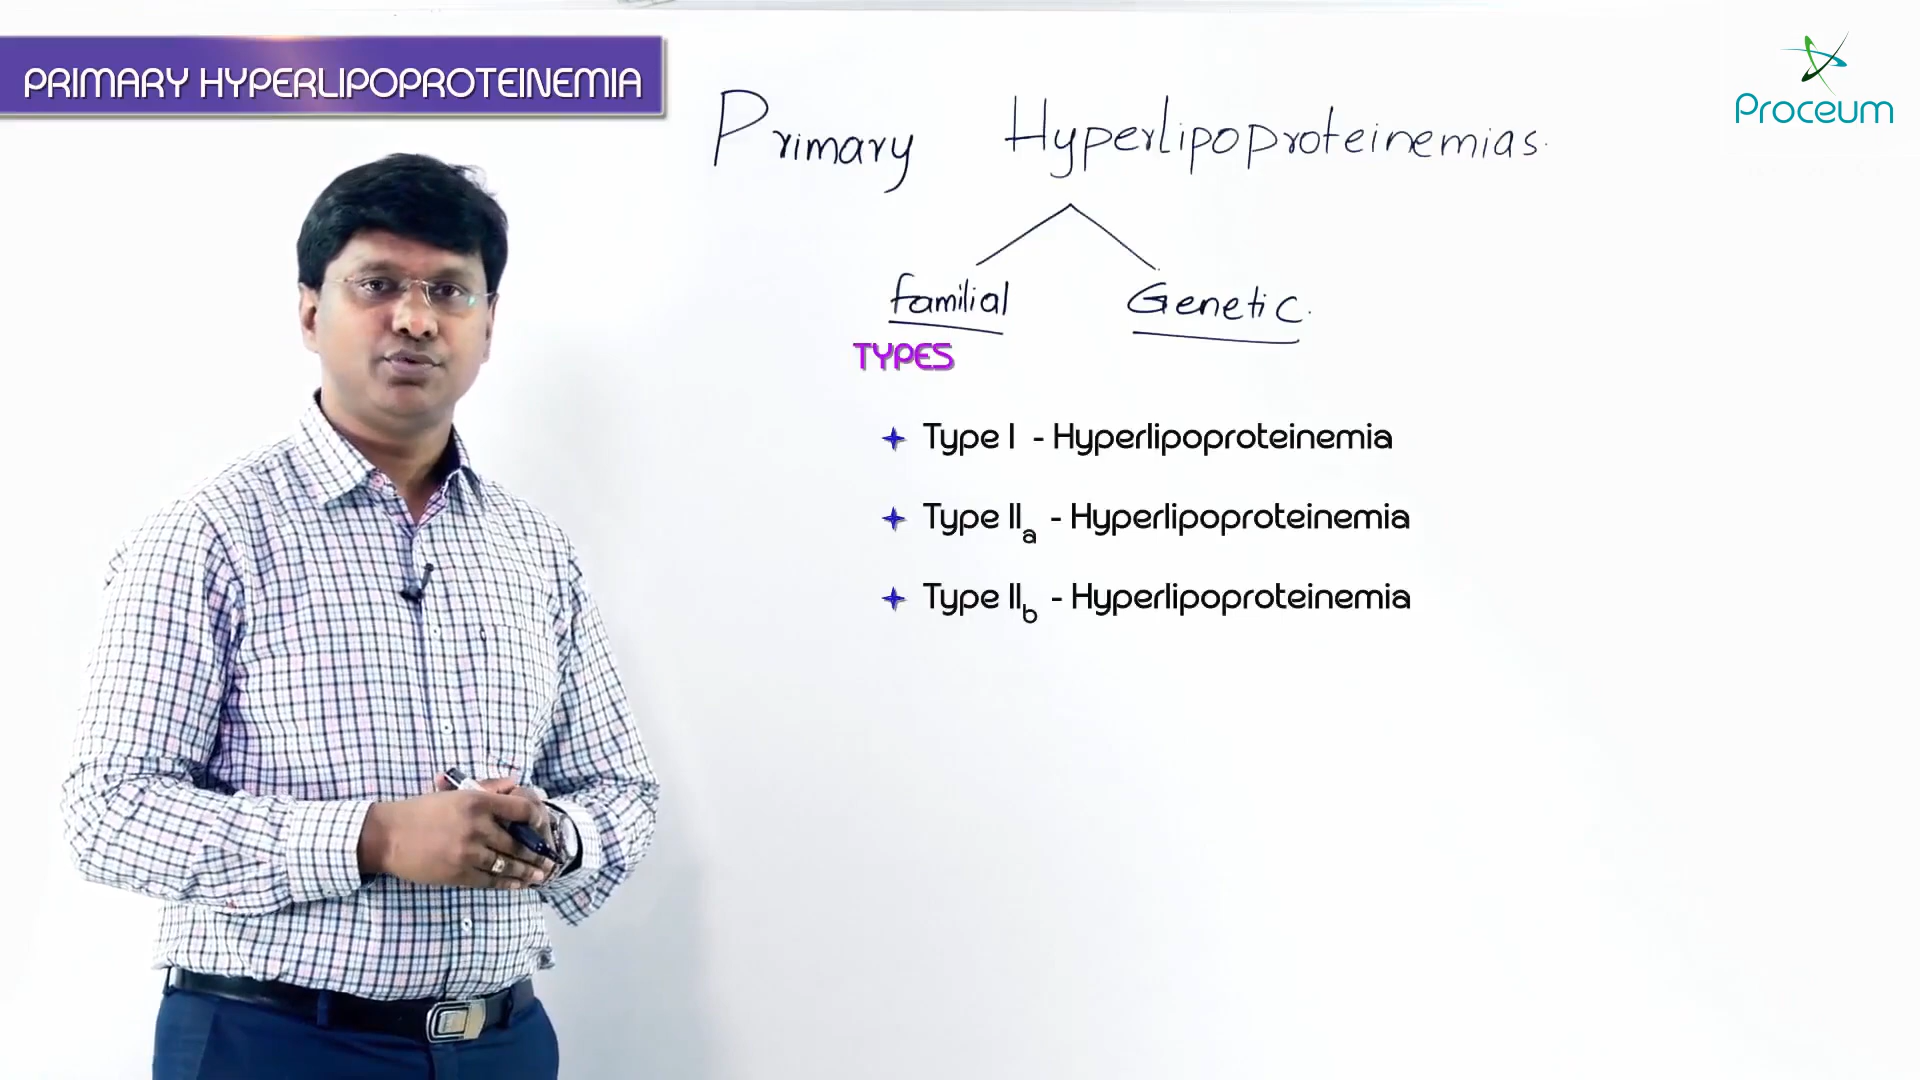 PRIMARY HYPERLIPOPROTEINEMIA
Proceum
Primary Hyperlipoproteinemias.
familial Genetic.
TYPES
Type I - Hyperlipoproteinemia
Type IIa - Hyperlipoproteinemia
Type IIb - Hyperlipoproteinemia